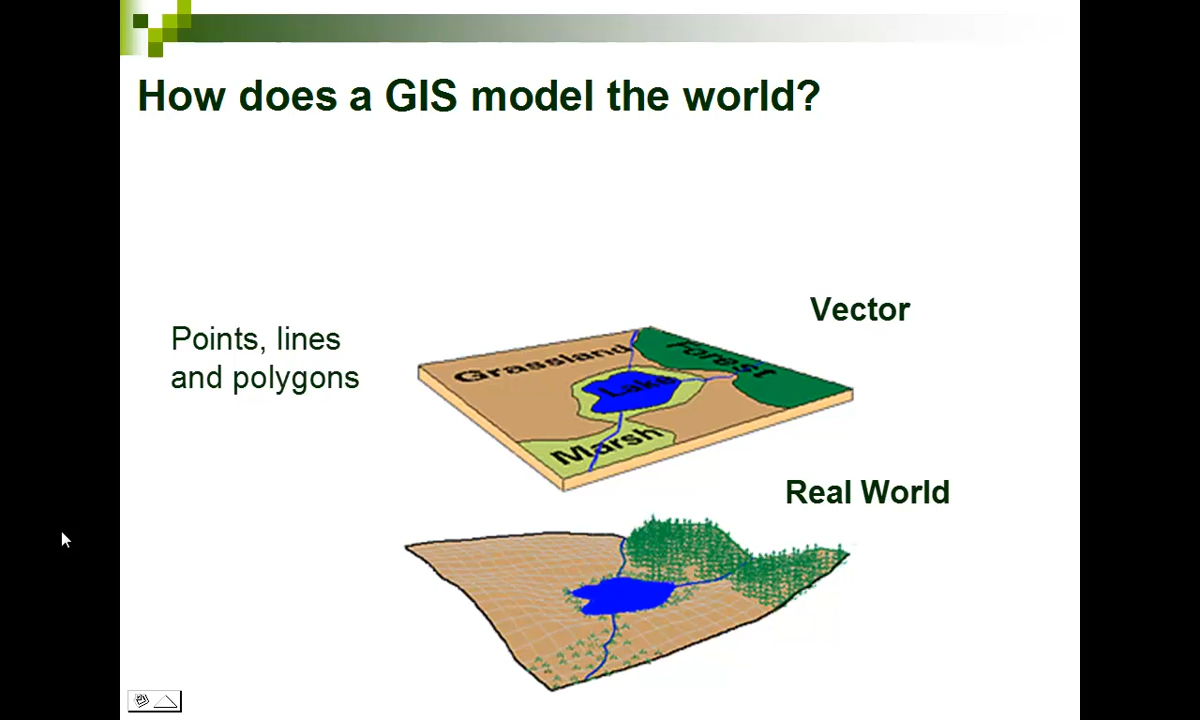 How does a GIS model the world?
Vector
Points, lines
and polygons
Grassland
Forest
Lake
Marsh
Real World